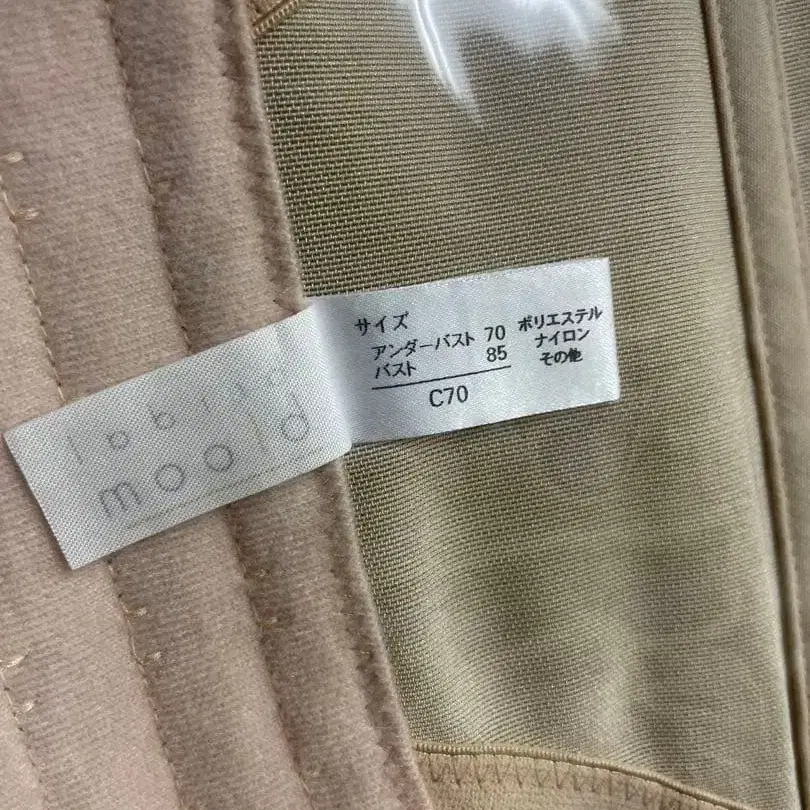 サイズ
アンダーバスト 70
バスト 85
C70
ポリエステル
ナイロン
その他